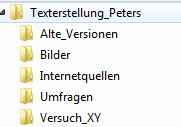 Texterstellung_Peters
Alte_Versionen
Bilder
Internetquellen
Umfragen
Versuch_XY